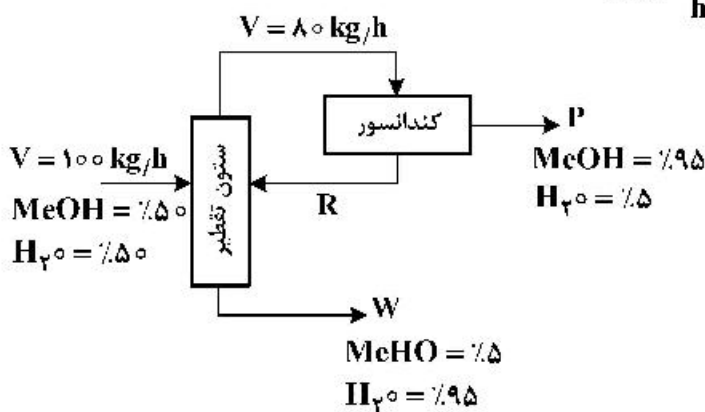 h
V = ۸۰ kg/h
کندانسور
P
MeOH = ٪۹۵
H۲o = ٪۵
V = ۱۰۰ kg/h
MeOH = ٪۵۰
H۲o = ٪۵۰
ستون تقطیر
R
W
MeHO = ٪۵
H۲o = ٪۹۵